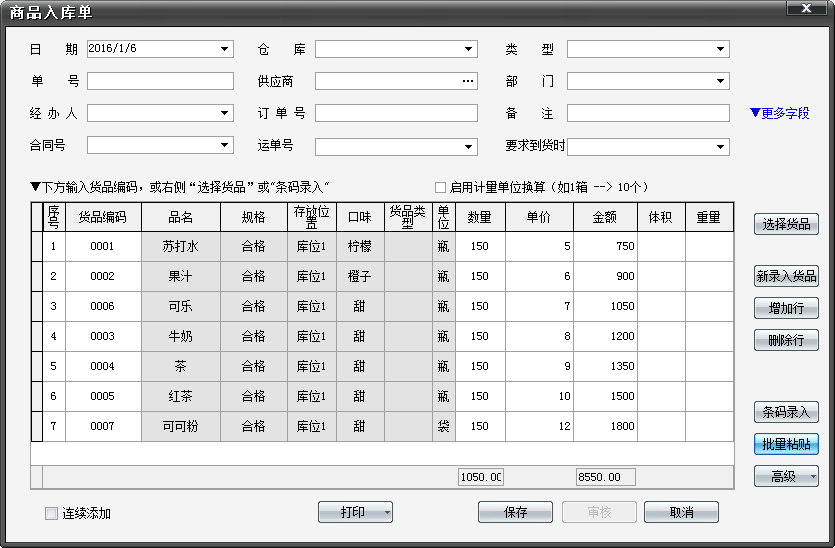 商品入库单
X
日 期 2016/1/6 仓 库 类 型
单 号 供应商 ... 部 门
经 办 人 订 单 号 备 注 ▼更多字段
合同号 运单号 要求到货时
▼下方输入货品编码，或右侧“选择货品”或"条码录入" 启用计量单位换算（如1箱 --> 10个）
序号 货品编码 品名 规格 存放位置 口味 货品类型 单位 数量 单价 金额 体积 重量
选择货品
1 0001 苏打水 合格 库位1 柠檬 瓶 150 5 750
2 0002 果汁 合格 库位1 橙子 瓶 150 6 900
新录入货品
3 0006 可乐 合格 库位1 甜 瓶 150 7 1050
增加行
4 0003 牛奶 合格 库位1 甜 瓶 150 8 1200
删除行
5 0004 茶 合格 库位1 甜 瓶 150 9 1350
6 0005 红茶 合格 库位1 甜 瓶 150 10 1500
条码录入
7 0007 可可粉 合格 库位1 甜 袋 150 12 1800
批量粘贴
1050.00 8550.00
高级
连续添加 打印 保存 审核 取消